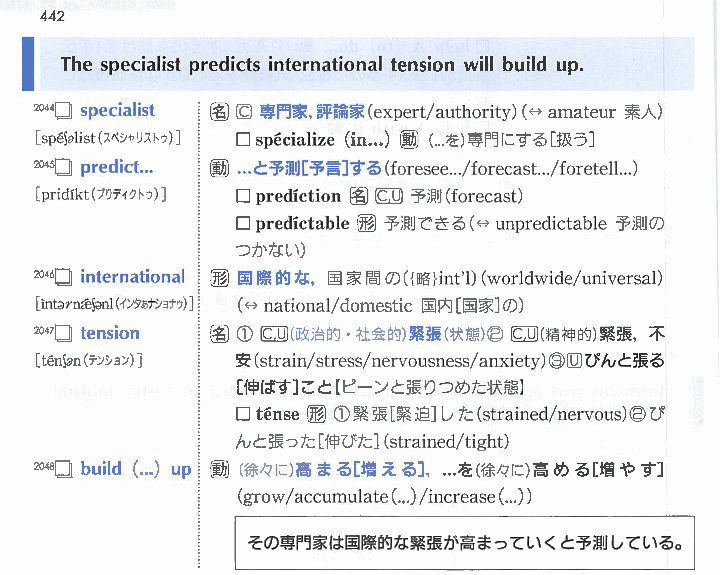 442
The specialist predicts international tension will build up.
2044□ specialist 名 C 専門家，評論家(expert/authority)(↔ amateur 素人)
[spéʃəlist(スペシャリストゥ)] □ spécialize (in...) 動 (...を)専門にする[扱う]
2045□ predict... 動 ...と予測[予言]する(foresee.../forecast.../foretell...)
[pridíkt(プリディクトゥ)] □ predíction 名 C,U 予測(forecast)
□ predíctable 形 予測できる(↔ unpredictable 予測の
つかない)
2046□ international 形 国際的な，国家間の({略}int'l)(worldwide/universal)
[ìntərnǽʃənl(インタァナショナゥ)] (↔ national/domestic 国内[国家]の)
2047□ tension 名 ① C,U(政治的・社会的)緊張(状態)② C,U(精神的)緊張，不
[ténʃən(テンション)] 安(strain/stress/nervousness/anxiety)③Uぴんと張る
[伸ばす]こと【ピーンと張りつめた状態】
□ ténse 形 ①緊張[緊迫]した(strained/nervous)②ぴ
んと張った[伸びた](strained/tight)
2048□ build (...) up 動 (徐々に)高まる[増える]，...を(徐々に)高める[増やす]
(grow/accumulate(...)/increase(...))
その専門家は国際的な緊張が高まっていくと予測している。